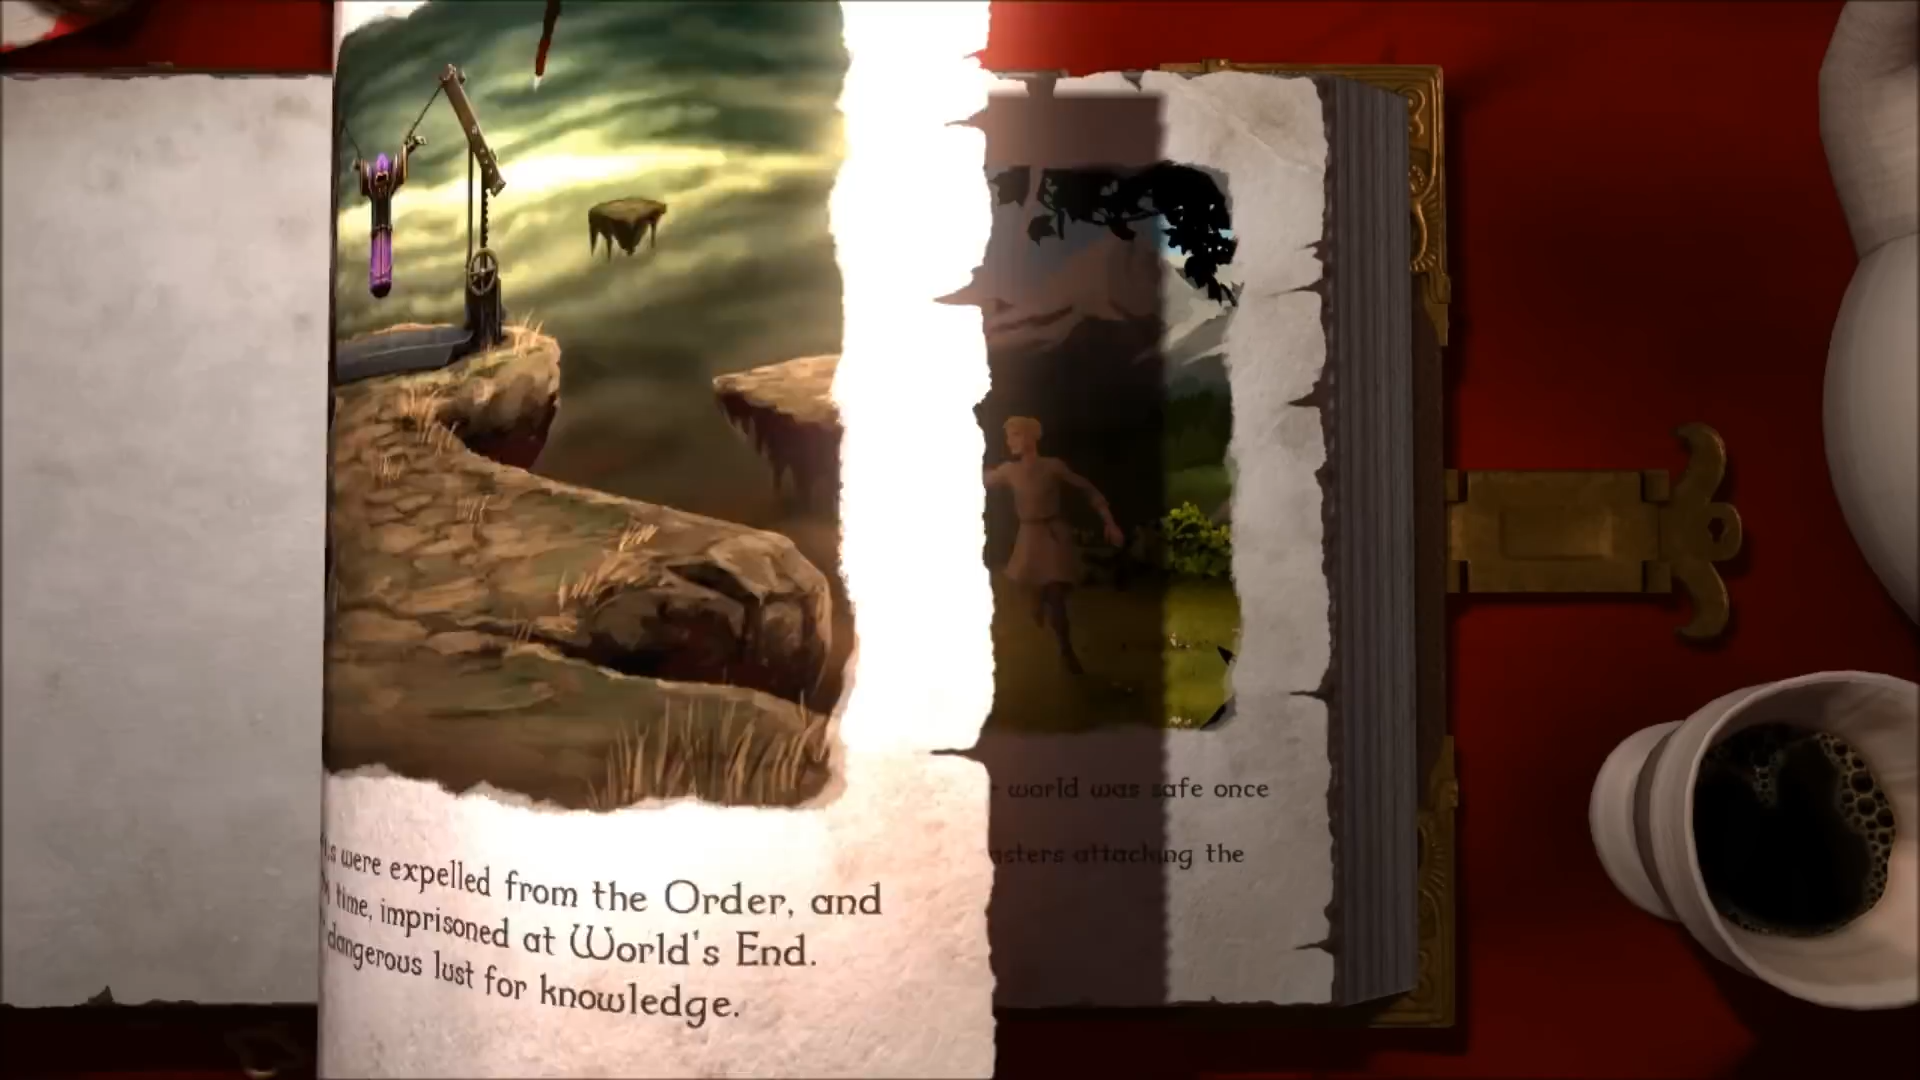 were expelled from the Order, and
time, imprisoned at World's End.
dangerous lust for knowledge.
world was safe once
attacking the